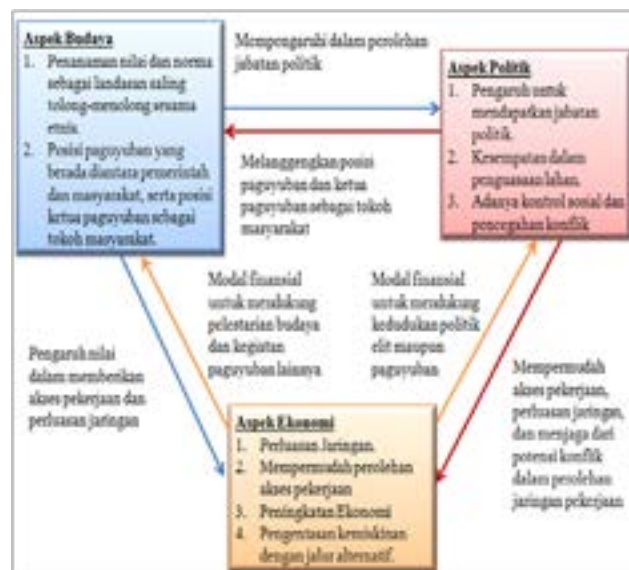 Aspek Budaya
1. Penanaman nilai dan norma
sebagai landasan saling
tolong-menolong sesama
etnis.
2. Posisi paguyuban yang
berada diantara pemerintah
dan masyarakat, serta posisi
ketua paguyuban sebagai
tokoh masyarakat.
Mempengaruhi dalam perolehan
jabatan politik
Aspek Politik
1. Pengaruh untuk
mendapatkan jabatan
politik.
2. Kesempatan dalam
penguasaan lahan.
3. Adanya kontrol sosial dan
pencegahan konflik
Melanggengkan posisi
paguyuban dan ketua
paguyuban sebagai tokoh
masyarakat
Pengaruh nilai
dalam memberikan
akses pekerjaan dan
perluasan jaringan
Modal finansial
untuk mendukung
pelestarian budaya
dan kegiatan
paguyuban lainnya
Modal finansial
untuk mendukung
kedudukan politik
elit maupun
paguyuban
Mempermudah
akses pekerjaan,
perluasan jaringan,
dan menjaga dari
potensi konflik
dalam perolehan
jaringan pekerjaan
Aspek Ekonomi
1. Perluasan Jaringan.
2. Mempermudah perolehan
akses pekerjaan
3. Peningkatan Ekonomi
4. Pengentasan kemiskinan
dengan jalur alternatif.